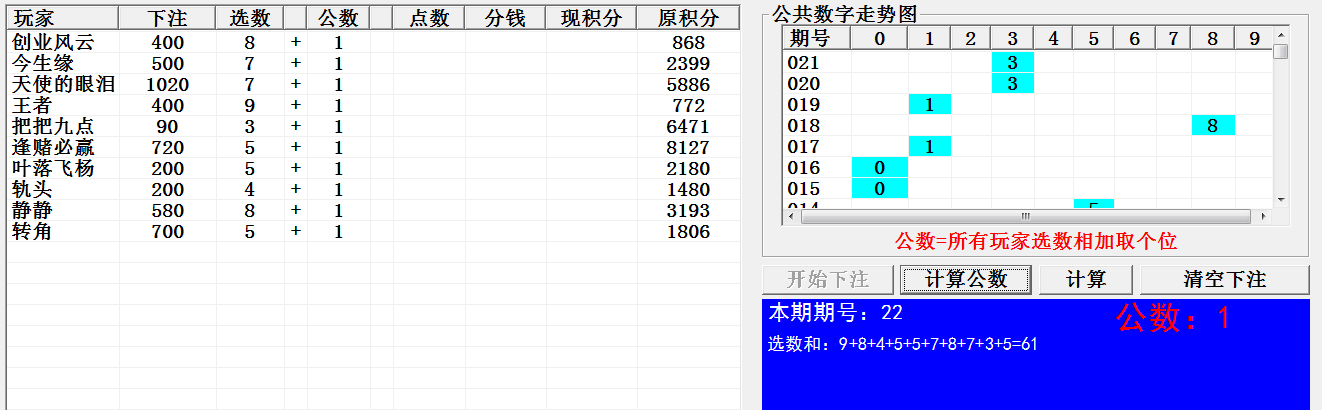 玩家 下注 选数 公数 点数 分钱 现积分 原积分
创业风云 400 8 + 1 868
今生缘 500 7 + 1 2399
天使的眼泪 1020 7 + 1 5886
王者 400 9 + 1 772
把把九点 90 3 + 1 6471
逢赌必赢 720 5 + 1 8127
叶落飞杨 200 5 + 1 2180
轨头 200 4 + 1 1480
静静 580 8 + 1 3193
转角 700 5 + 1 1806
公共数字走势图
期号 0 1 2 3 4 5 6 7 8 9
021 3
020 3
019 1
018 8
017 1
016 0
015 0
014 5
公数=所有玩家选数相加取个位
开始下注 计算公数 计算 清空下注
本期期号：22 公数：1
选数和：9+8+4+5+5+7+8+7+3+5=61